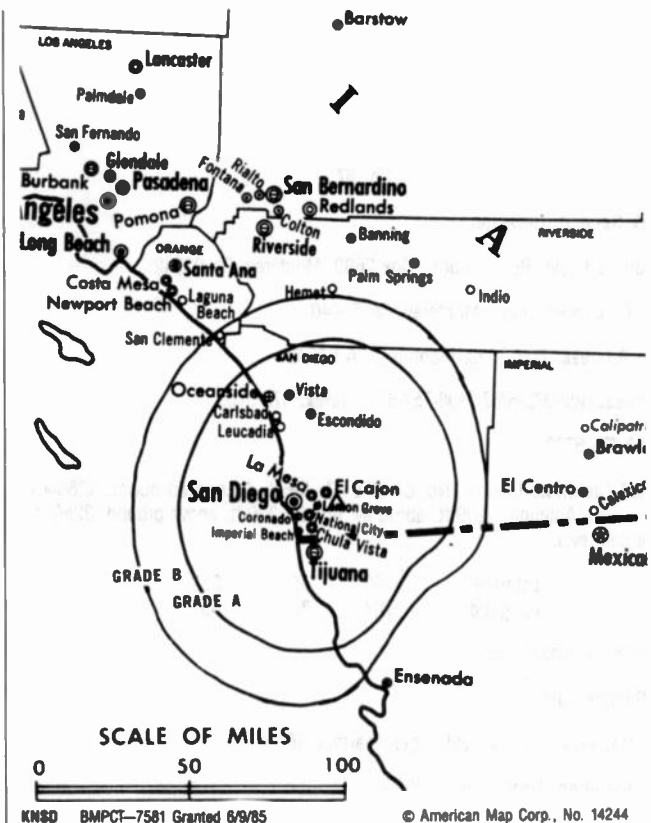 Barstow
LOS ANGELES
Lancaster
Palmdale
San Fernando
Glendale
Burbank
Pasadena
Angeles
Pomona
Fontana
Rialto
San Bernardino
Colton
Redlands
Long Beach
ORANGE
Riverside
Banning
A
RIVERSIDE
Santa Ana
Palm Springs
Costa Mesa
Newport Beach
Laguna
Beach
Hemet
Indio
I
San Clemente
SAN DIEGO
IMPERIAL
Oceanside
Vista
Carlsbad
Escondido
Leucadia
Calipatr
Brawl
La Mesa
El Cajon
El Centro
San Diego
Lemon Grove
Calexico
Coronado
National City
Imperial Beach
Chula Vista
Mexical
Tijuana
GRADE B
GRADE A
Ensenada
SCALE OF MILES
0 50 100
KNSD BMPCT—7581 Granted 6/9/85 © American Map Corp., No. 14244